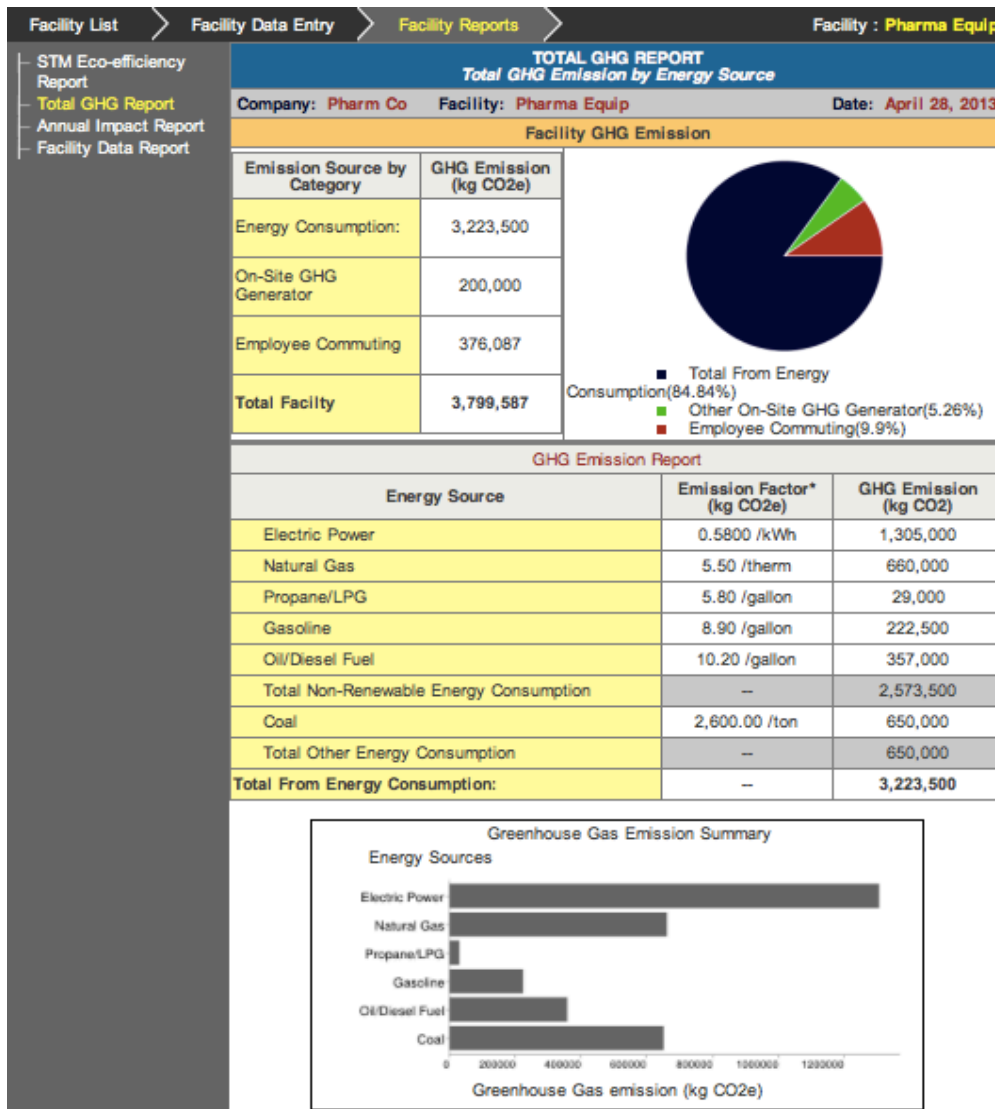 Facility List Facility Data Entry Facility Reports Facility : Pharma Equip
STM Eco-efficiency
Report
Total GHG Report
Annual Impact Report
Facility Data Report
TOTAL GHG REPORT
Total GHG Emission by Energy Source
Company: Pharm Co Facility: Pharma Equip Date: April 28, 2013
Facility GHG Emission
Emission Source by
Category
GHG Emission
(kg CO2e)
Energy Consumption: 3,223,500
On-Site GHG
Generator
200,000
Employee Commuting 376,087
Total Facilty 3,799,587
Total From Energy
Consumption(84.84%)
Other On-Site GHG Generator(5.26%)
Employee Commuting(9.9%)
GHG Emission Report
Energy Source
Emission Factor*
(kg CO2e)
GHG Emission
(kg CO2)
Electric Power 0.5800 /kWh 1,305,000
Natural Gas 5.50 /therm 660,000
Propane/LPG 5.80 /gallon 29,000
Gasoline 8.90 /gallon 222,500
Oil/Diesel Fuel 10.20 /gallon 357,000
Total Non-Renewable Energy Consumption -- 2,573,500
Coal 2,600.00 /ton 650,000
Total Other Energy Consumption -- 650,000
Total From Energy Consumption: -- 3,223,500
Greenhouse Gas Emission Summary
Energy Sources
Electric Power
Natural Gas
Propane/LPG
Gasoline
Oil/Diesel Fuel
Coal
0 200000 400000 600000 800000 1000000 1200000
Greenhouse Gas emission (kg CO2e)